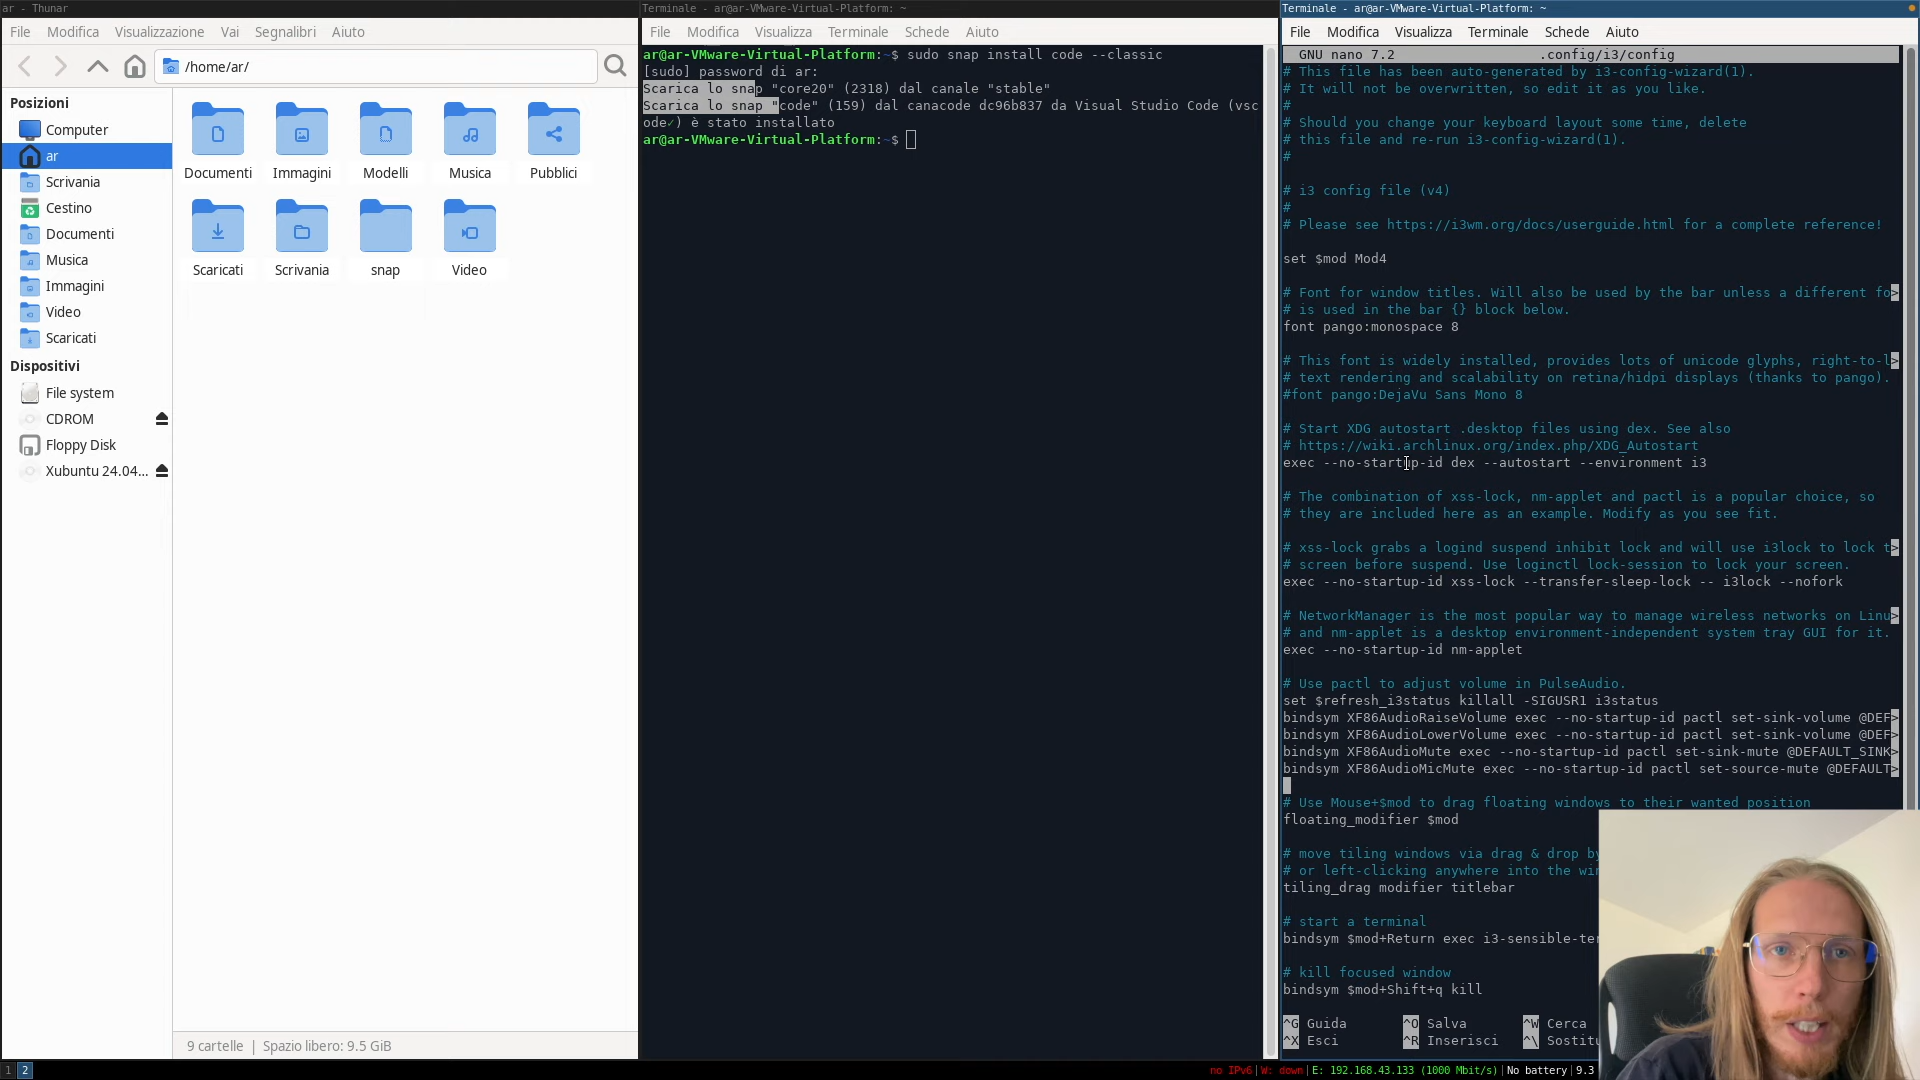 ar - Thunar
File Modifica Visualizzazione Vai Segnalibri Aiuto
/home/ar/
Posizioni
Computer
ar
Scrivania
Cestino
Documenti
Musica
Immagini
Video
Scaricati
Dispositivi
File system
CDROM
Floppy Disk
Xubuntu 24.04...
Documenti Immagini Modelli Musica Pubblici
Scaricati Scrivania snap Video
9 cartelle | Spazio libero: 9.5 GiB
1 2
Terminale - ar@ar-VMware-Virtual-Platform: ~
File Modifica Visualizza Terminale Schede Aiuto
ar@ar-VMware-Virtual-Platform:~$ sudo snap install code --classic
[sudo] password di ar:
Scarica lo snap "core20" (2318) dal canale "stable"
Scarica lo snap "code" (159) dal canacode dc96b837 da Visual Studio Code (vsc
ode✓) è stato installato
ar@ar-VMware-Virtual-Platform:~$
Terminale - ar@ar-VMware-Virtual-Platform: ~
File Modifica Visualizza Terminale Schede Aiuto
GNU nano 7.2 .config/i3/config
# This file has been auto-generated by i3-config-wizard(1).
# It will not be overwritten, so edit it as you like.
#
# Should you change your keyboard layout some time, delete
# this file and re-run i3-config-wizard(1).
#
# i3 config file (v4)
#
# Please see https://i3wm.org/docs/userguide.html for a complete reference!
set $mod Mod4
# Font for window titles. Will also be used by the bar unless a different fo>
# is used in the bar {} block below.
font pango:monospace 8
# This font is widely installed, provides lots of unicode glyphs, right-to-l>
# text rendering and scalability on retina/hidpi displays (thanks to pango).
#font pango:DejaVu Sans Mono 8
# Start XDG autostart .desktop files using dex. See also
# https://wiki.archlinux.org/index.php/XDG_Autostart
exec --no-startup-id dex --autostart --environment i3
# The combination of xss-lock, nm-applet and pactl is a popular choice, so
# they are included here as an example. Modify as you see fit.
# xss-lock grabs a logind suspend inhibit lock and will use i3lock to lock t>
# screen before suspend. Use loginctl lock-session to lock your screen.
exec --no-startup-id xss-lock --transfer-sleep-lock -- i3lock --nofork
# NetworkManager is the most popular way to manage wireless networks on Linu>
# and nm-applet is a desktop environment-independent system tray GUI for it.
exec --no-startup-id nm-applet
# Use pactl to adjust volume in PulseAudio.
set $refresh_i3status killall -SIGUSR1 i3status
bindsym XF86AudioRaiseVolume exec --no-startup-id pactl set-sink-volume @DEF>
bindsym XF86AudioLowerVolume exec --no-startup-id pactl set-sink-volume @DEF>
bindsym XF86AudioMute exec --no-startup-id pactl set-sink-mute @DEFAULT_SINK>
bindsym XF86AudioMicMute exec --no-startup-id pactl set-source-mute @DEFAULT>
# Use Mouse+$mod to drag floating windows to their wanted position
floating_modifier $mod
# move tiling windows via drag & drop by
# or left-clicking anywhere into the win
tiling_drag modifier titlebar
# start a terminal
bindsym $mod+Return exec i3-sensible-ter
# kill focused window
bindsym $mod+Shift+q kill
^G Guida ^O Salva ^W Cerca
^X Esci ^R Inserisci ^\ Sostitu
no IPv6|W: down|E: 192.168.43.133 (1000 Mbit/s)|No battery|9.3